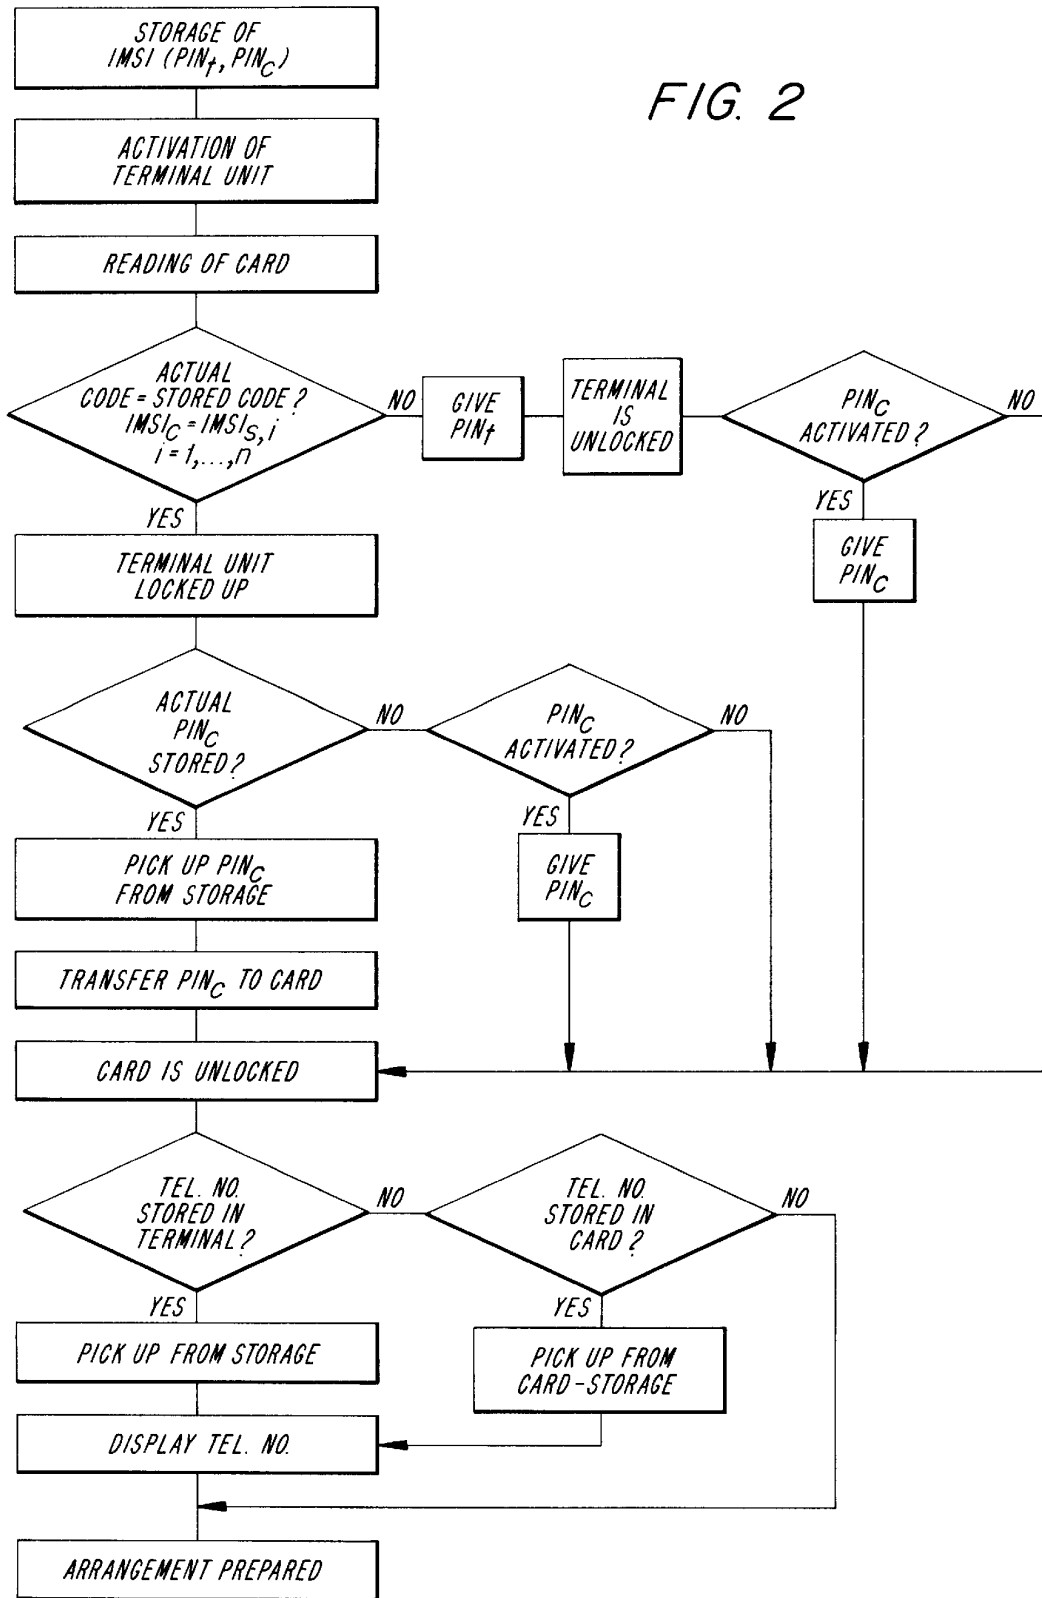 STORAGE OF
IMSI (PINt, PINC)
FIG. 2
ACTIVATION OF
TERMINAL UNIT
READING OF CARD
ACTUAL
CODE = STORED CODE?
IMSIC = IMSIS, i
i = 1,...,n
NO
GIVE
PINt
TERMINAL
IS
UNLOCKED
PINC
ACTIVATED?
NO
YES
GIVE
PINC
YES
TERMINAL UNIT
LOCKED UP
ACTUAL
PINC
STORED?
NO
PINC
ACTIVATED?
NO
YES
GIVE
PINC
YES
PICK UP PINC
FROM STORAGE
TRANSFER PINC TO CARD
CARD IS UNLOCKED
TEL. NO.
STORED IN
TERMINAL?
NO
TEL. NO.
STORED IN
CARD?
NO
YES
PICK UP FROM STORAGE
YES
PICK UP FROM
CARD-STORAGE
DISPLAY TEL. NO.
ARRANGEMENT PREPARED